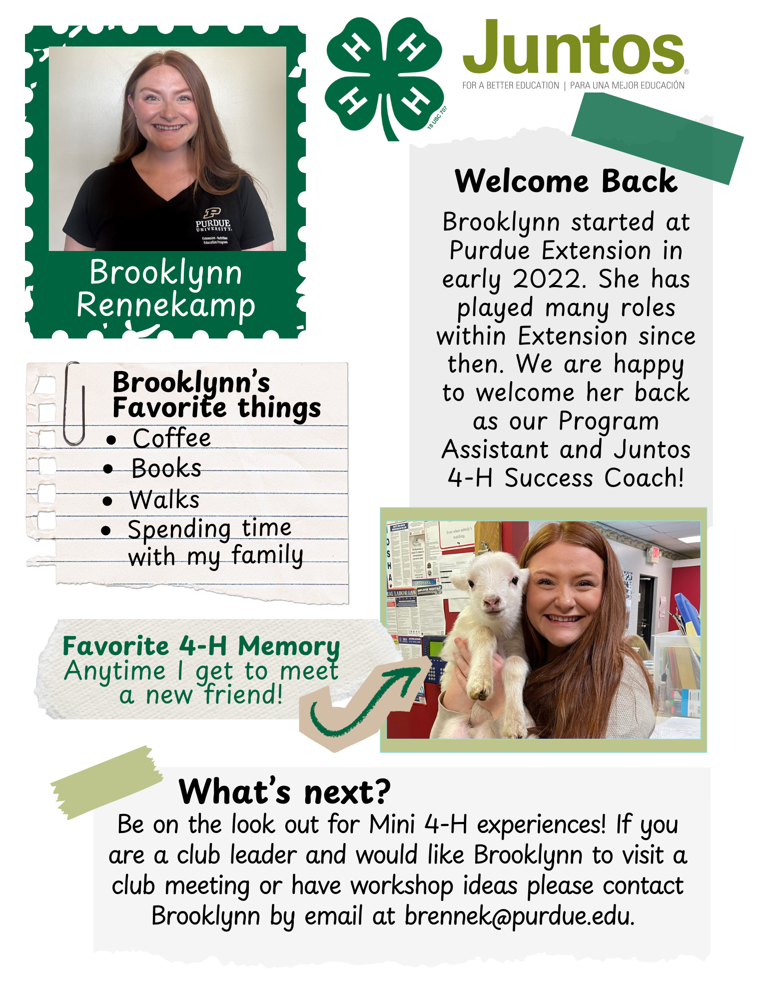 H H
H H
18 USC 707
Juntos®
FOR A BETTER EDUCATION | PARA UNA MEJOR EDUCACIÓN
PURDUE
UNIVERSITY®
Extension - Nutrition
Education Program
Brooklynn
Rennekamp
Welcome Back
Brooklynn started at
Purdue Extension in
early 2022. She has
played many roles
within Extension since
then. We are happy
to welcome her back
as our Program
Assistant and Juntos
4-H Success Coach!
Brooklynn's
Favorite things
• Coffee
• Books
• Walks
• Spending time
with my family
Even when nobody's
watching.
INDIANA
RAL LABOR LAW
EMPLOYEE RIGHTS
Favorite 4-H Memory
Anytime I get to meet
a new friend!
What's next?
Be on the look out for Mini 4-H experiences! If you
are a club leader and would like Brooklynn to visit a
club meeting or have workshop ideas please contact
Brooklynn by email at brennek@purdue.edu.